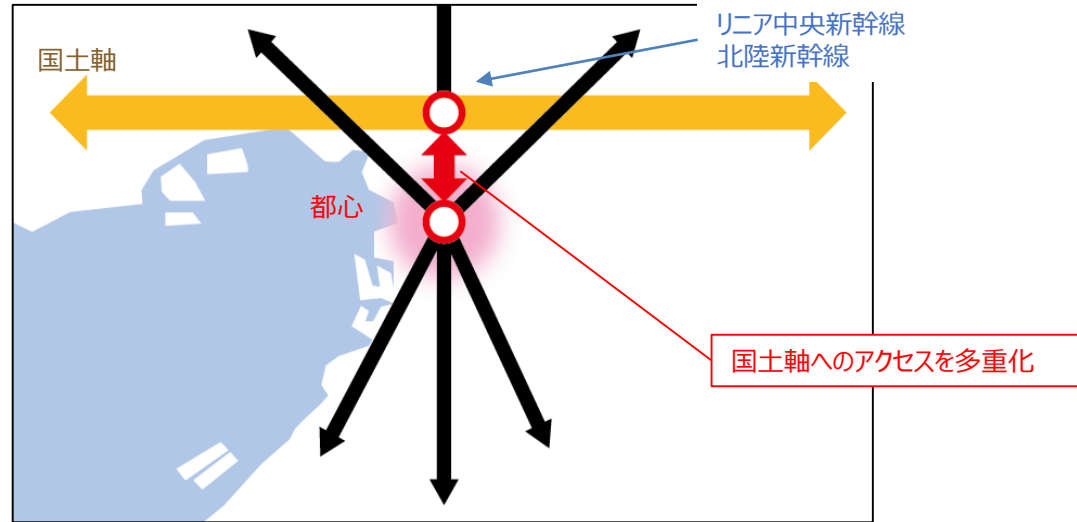 リニア中央新幹線
北陸新幹線
国土軸
都心
国土軸へのアクセスを多重化